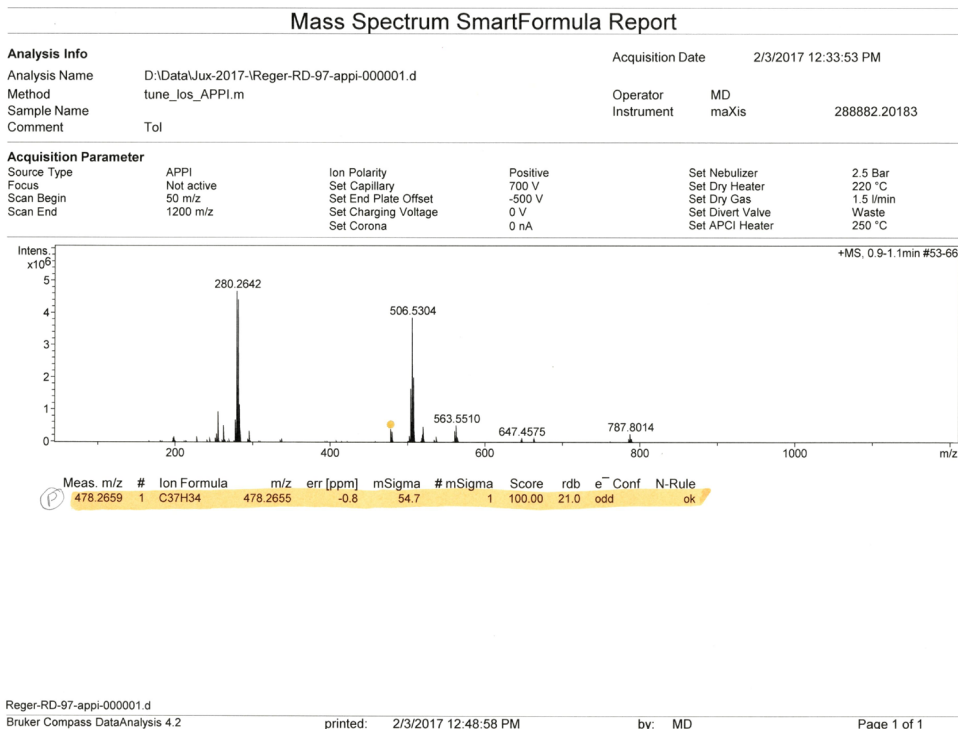 Mass Spectrum SmartFormula Report
Analysis Info
Acquisition Date 2/3/2017 12:33:53 PM
Analysis Name D:\Data\Jux-2017-\Reger-RD-97-appi-000001.d
Method tune_los_APPI.m
Operator MD
Sample Name
Instrument maXis 288882.20183
Comment Tol
Acquisition Parameter
Source Type APPI Ion Polarity Positive Set Nebulizer 2.5 Bar
Focus Not active Set Capillary 700 V Set Dry Heater 220 °C
Scan Begin 50 m/z Set End Plate Offset -500 V Set Dry Gas 1.5 l/min
Scan End 1200 m/z Set Charging Voltage 0 V Set Divert Valve Waste
Set Corona 0 nA Set APCI Heater 250 °C
Intens. +MS, 0.9-1.1min #53-66
x10⁶
5
280.2642
4
506.5304
3
2
1
563.5510
647.4575
787.8014
0
200 400 600 800 1000 m/z
Meas. m/z # Ion Formula m/z err [ppm] mSigma # mSigma Score rdb e⁻ Conf N-Rule
P 478.2659 1 C37H34 478.2655 -0.8 54.7 1 100.00 21.0 odd ok
Reger-RD-97-appi-000001.d
Bruker Compass DataAnalysis 4.2 printed: 2/3/2017 12:48:58 PM by: MD Page 1 of 1